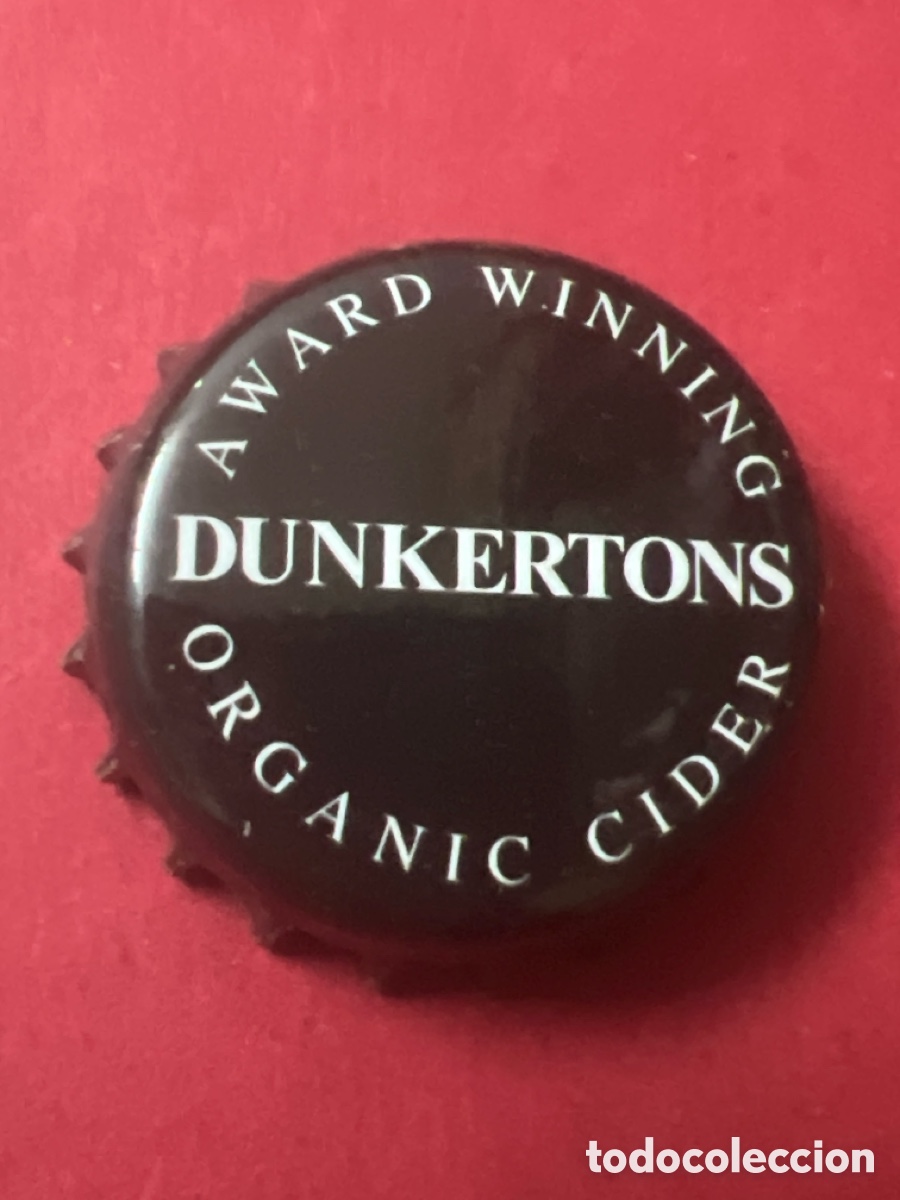 AWARD WINNING
DUNKERTONS
ORGANIC CIDER
todocoleccion